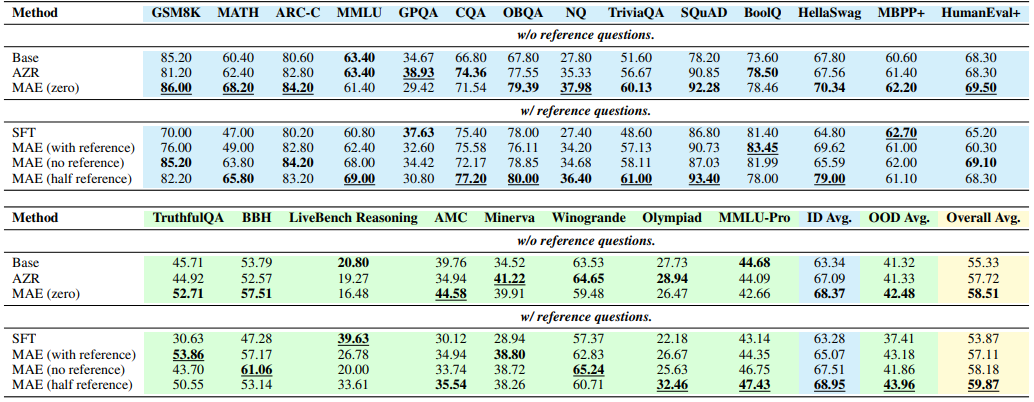 Method GSM8K MATH ARC-C MMLU GPQA CQA OBQA NQ TriviaQA SQuAD BoolQ HellaSwag MBPP+ HumanEval+
w/o reference questions.
Base 85.20 60.40 80.60 63.40 34.67 66.80 67.80 27.80 51.60 78.20 73.60 67.80 60.60 68.30
AZR 81.20 62.40 82.80 63.40 38.93 74.36 77.55 35.33 56.67 90.85 78.50 67.56 61.40 68.30
MAE (zero) 86.00 68.20 84.20 61.40 29.42 71.54 79.39 37.98 60.13 92.28 78.46 70.34 62.20 69.50
w/ reference questions.
SFT 70.00 47.00 80.20 60.80 37.63 75.40 78.00 27.40 48.60 86.80 81.40 64.80 62.70 65.20
MAE (with reference) 76.00 49.00 82.80 62.40 32.60 75.58 76.11 34.20 57.13 90.73 83.45 69.62 61.00 60.30
MAE (no reference) 85.20 63.80 84.20 68.00 34.42 72.17 78.85 34.68 58.11 87.03 81.99 65.59 62.00 69.10
MAE (half reference) 82.20 65.80 83.20 69.00 30.80 77.20 80.00 36.40 61.00 93.40 78.00 79.00 61.10 68.30
Method TruthfulQA BBH LiveBench Reasoning AMC Minerva Winogrande Olympiad MMLU-Pro ID Avg. OOD Avg. Overall Avg.
w/o reference questions.
Base 45.71 53.79 20.80 39.76 34.52 63.53 27.73 44.68 63.34 41.32 55.33
AZR 44.92 52.57 19.27 34.94 41.22 64.65 28.94 44.09 67.09 41.33 57.72
MAE (zero) 52.71 57.51 16.48 44.58 39.91 59.48 26.47 42.66 68.37 42.48 58.51
w/ reference questions.
SFT 30.63 47.28 39.63 30.12 28.94 57.37 22.18 43.14 63.28 37.41 53.87
MAE (with reference) 53.86 57.17 26.78 34.94 38.80 62.83 26.67 44.35 65.07 43.18 57.11
MAE (no reference) 43.70 61.06 20.00 33.74 38.72 65.24 25.63 46.75 67.51 41.86 58.18
MAE (half reference) 50.55 53.14 33.61 35.54 38.26 60.71 32.46 47.43 68.95 43.96 59.87